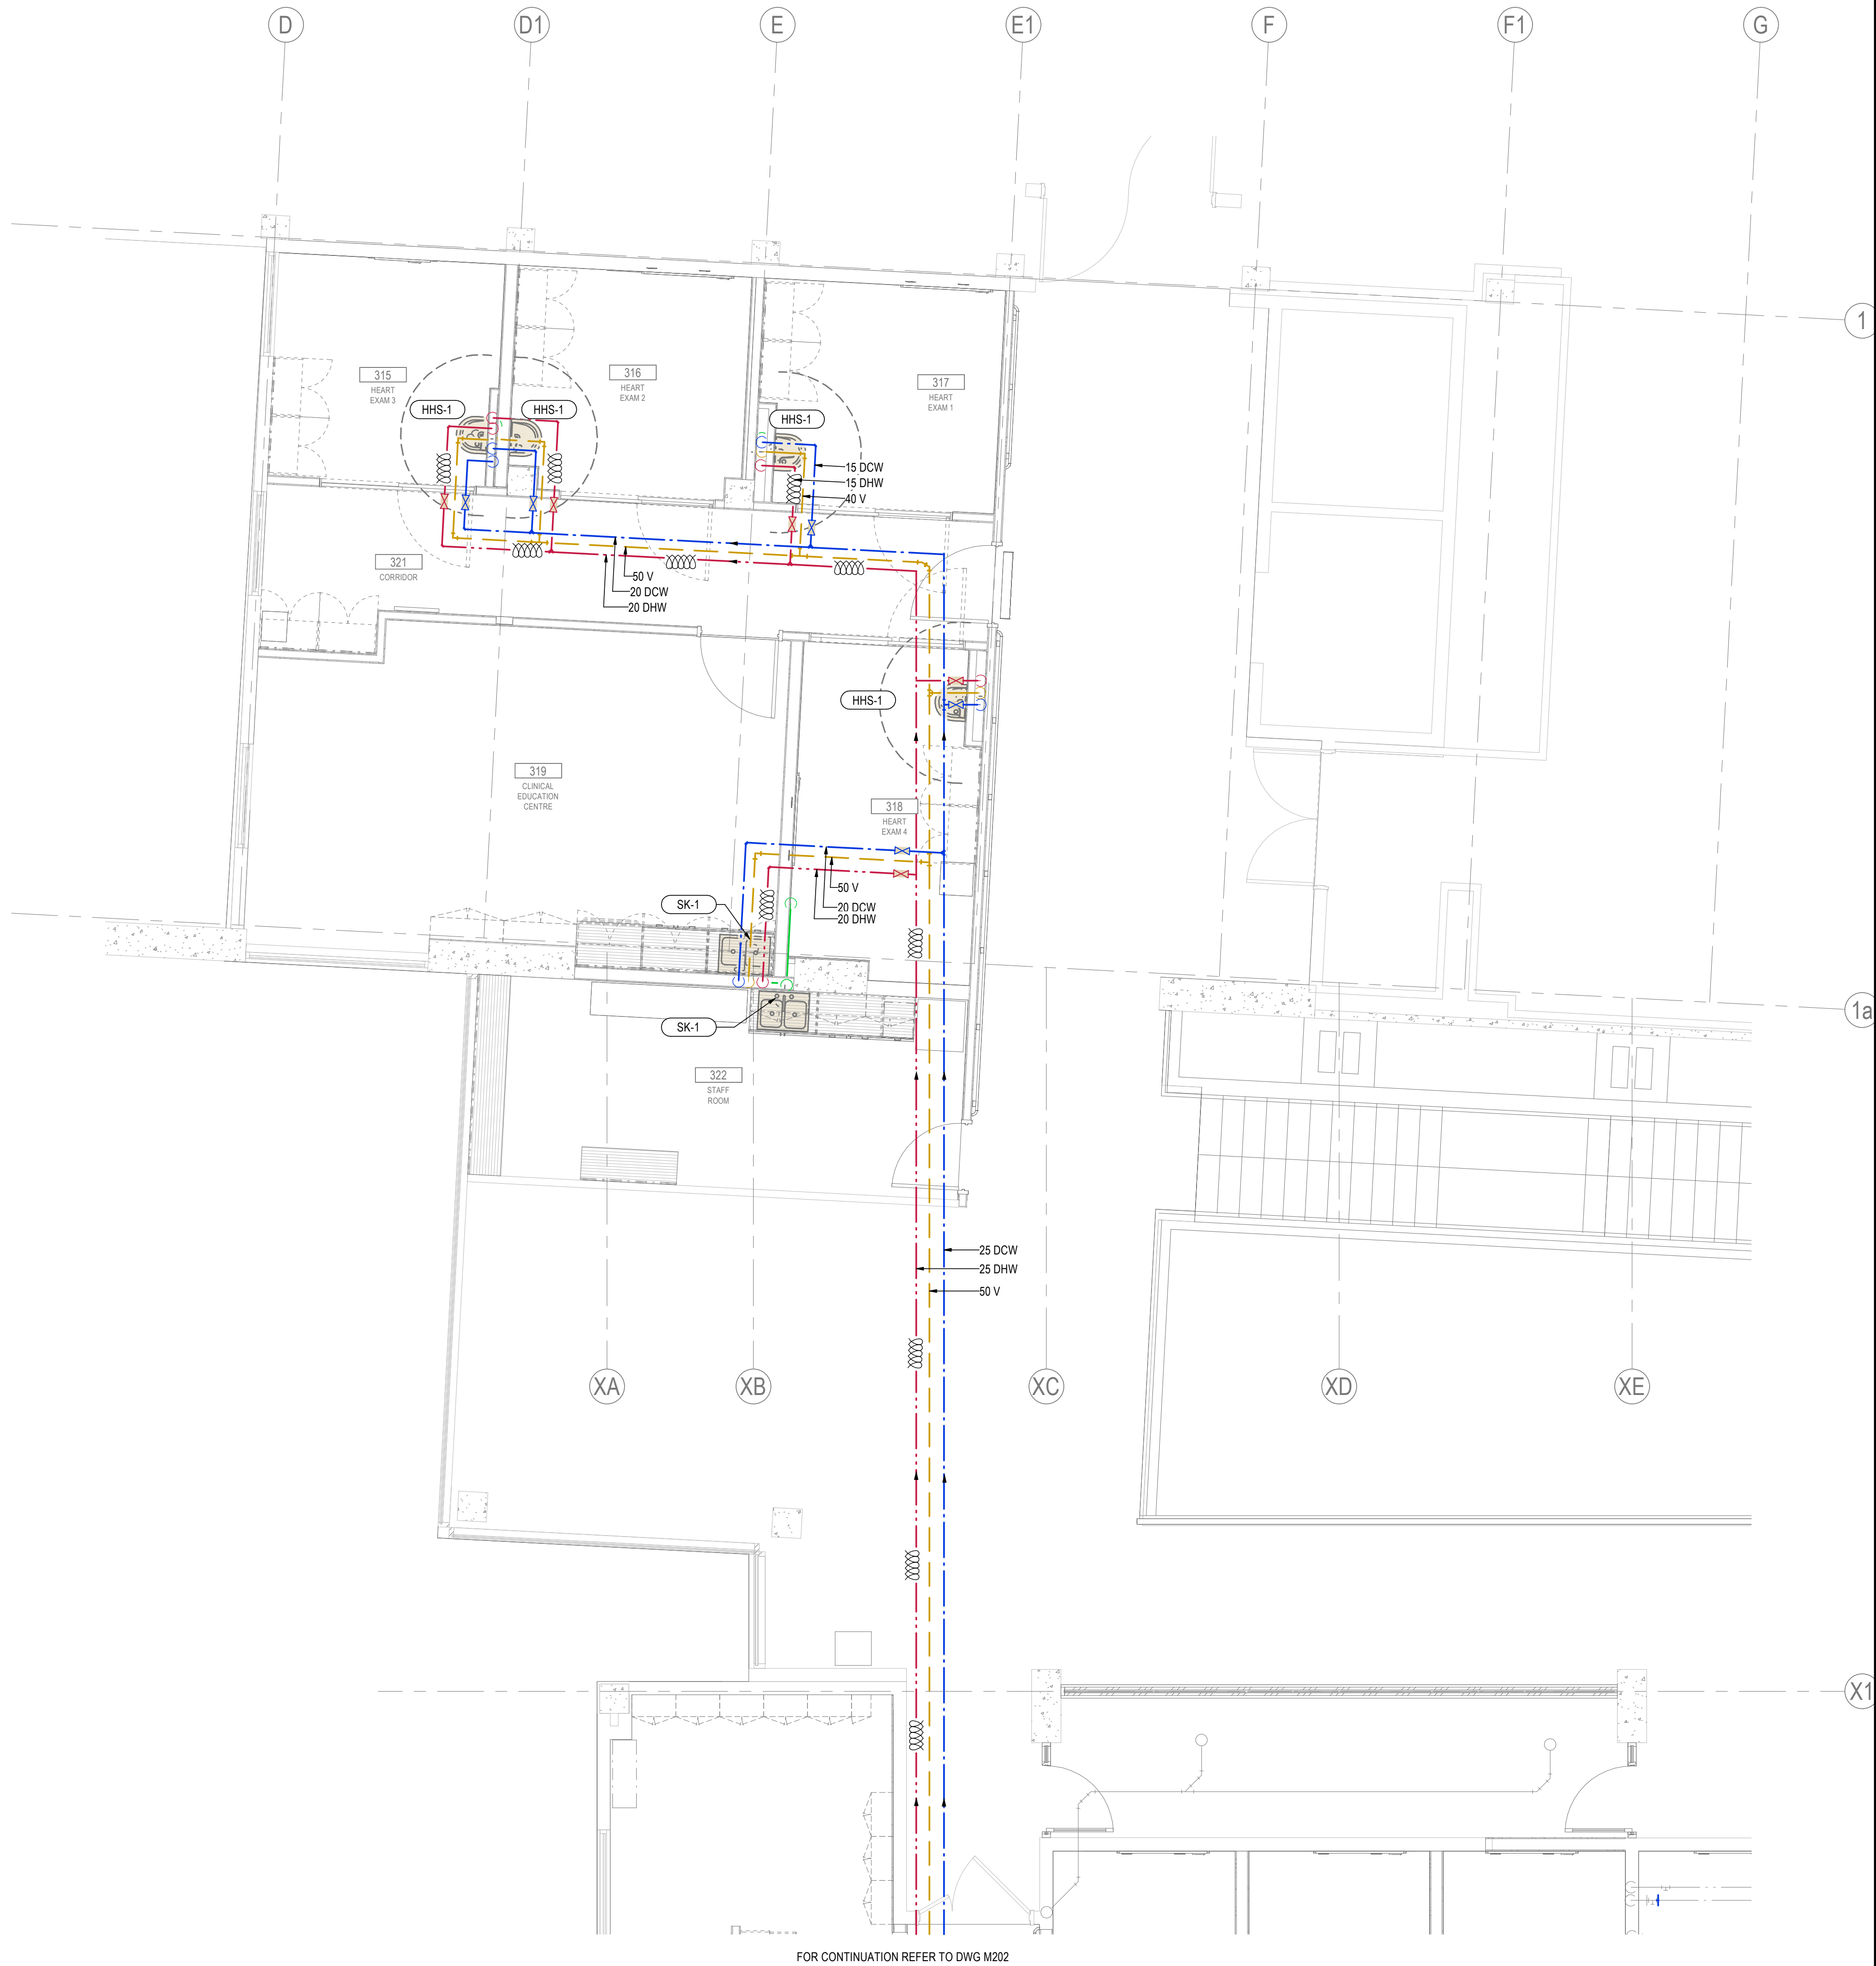 D
D1
E
E1
F
F1
G
1
315
HEART
EXAM 3
316
HEART
EXAM 2
317
HEART
EXAM 1
HHS-1
HHS-1
HHS-1
15 DCW
15 DHW
40 V
321
CORRIDOR
50 V
20 DCW
20 DHW
HHS-1
319
CLINICAL
EDUCATION
CENTRE
318
HEART
EXAM 4
50 V
20 DCW
20 DHW
SK-1
1a
SK-1
322
STAFF
ROOM
25 DCW
25 DHW
50 V
XA
XB
XC
XD
XE
X1
FOR CONTINUATION REFER TO DWG M202